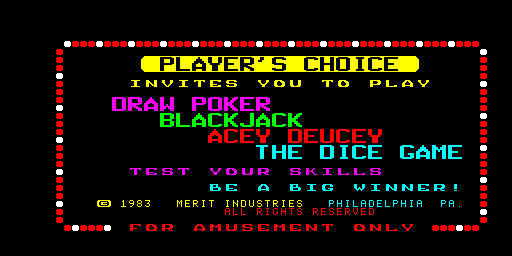 PLAYER'S CHOICE
INVITES YOU TO PLAY
DRAW POKER
BLACKJACK
ACEY DEUCEY
THE DICE GAME
TEST YOUR SKILLS
BE A BIG WINNER!
© 1983 MERIT INDUSTRIES PHILADELPHIA PA.
ALL RIGHTS RESERVED
FOR AMUSEMENT ONLY